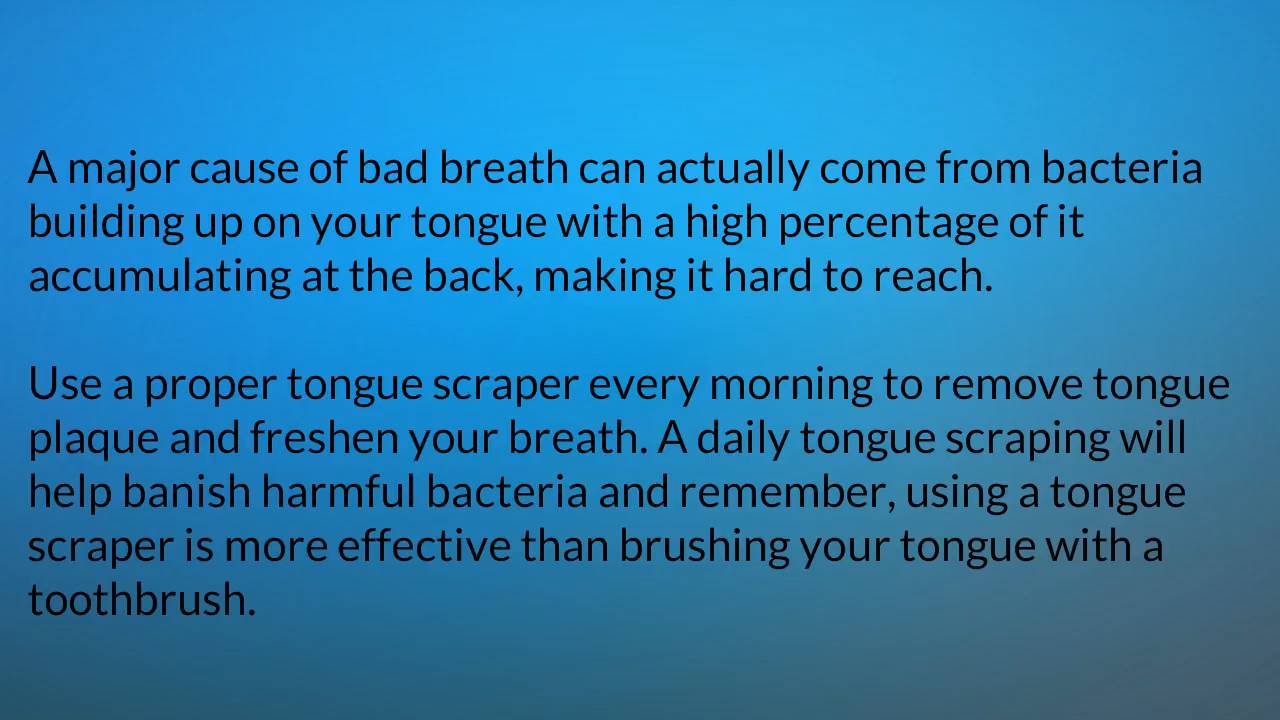 A major cause of bad breath can actually come from bacteria
building up on your tongue with a high percentage of it
accumulating at the back, making it hard to reach.
Use a proper tongue scraper every morning to remove tongue
plaque and freshen your breath. A daily tongue scraping will
help banish harmful bacteria and remember, using a tongue
scraper is more effective than brushing your tongue with a
toothbrush.